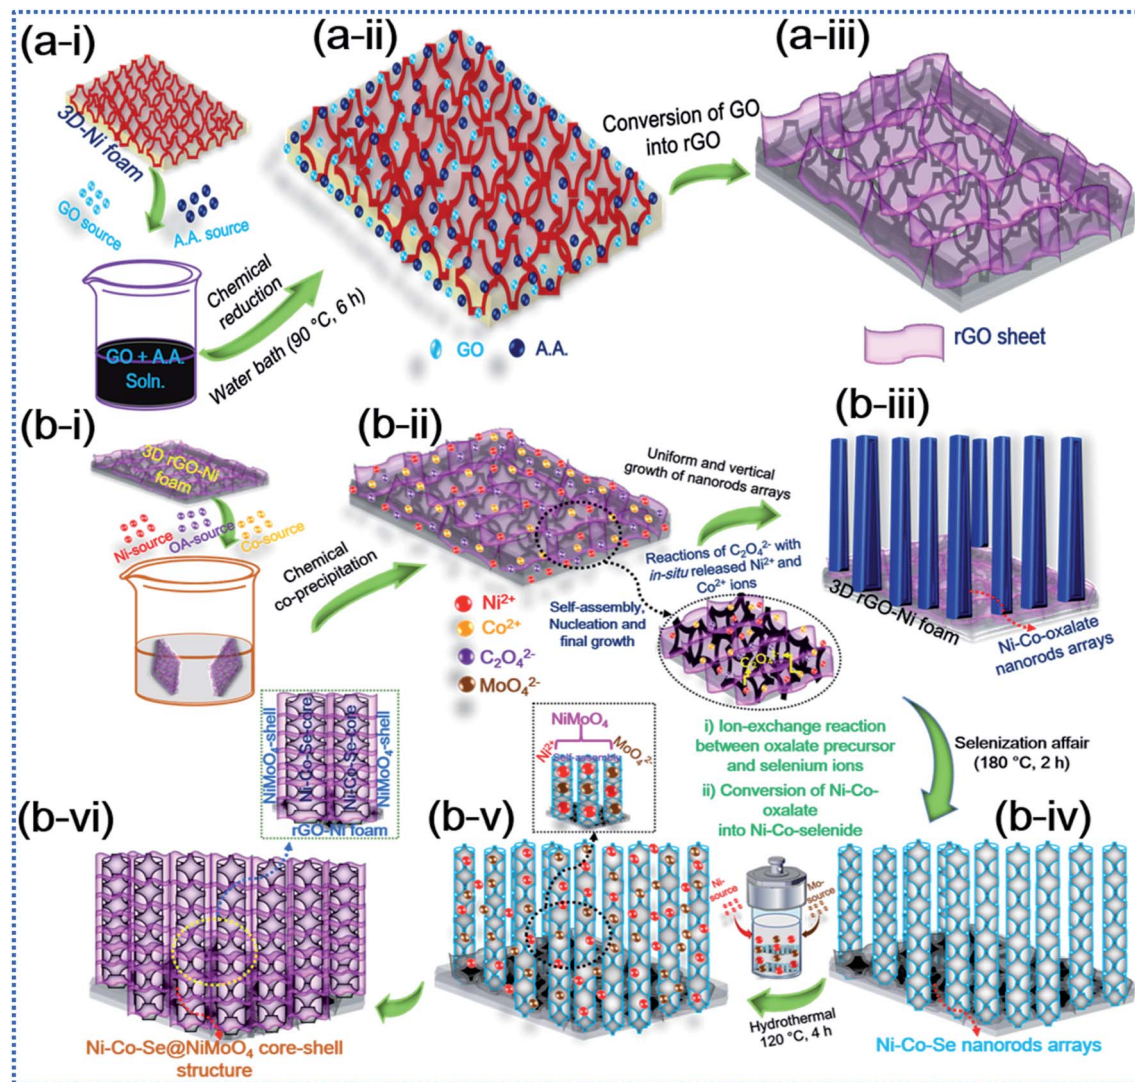 (a-i)
3D-Ni foam
GO source
A.A. source
GO + A.A.
Soln.
Chemical
reduction
Water bath (90 °C, 6 h)
(a-ii)
GO
A.A.
Conversion of GO
into rGO
(a-iii)
rGO sheet
(b-i)
3D rGO-Ni
foam
Ni-source
OA-source
Co-source
Chemical
co-precipitation
(b-ii)
Ni²⁺
Co²⁺
C₂O₄²⁻
MoO₄²⁻
Uniform and vertical
growth of nanorods arrays
Reactions of C₂O₄²⁻ with
in-situ released Ni²⁺ and
Co²⁺ ions
Self-assembly,
Nucleation and
final growth
C₂O₄²⁻
(b-iii)
3D rGO-Ni foam
Ni-Co-oxalate
nanorods arrays
Selenization affair
(180 °C, 2 h)
i) Ion-exchange reaction
between oxalate precursor
and selenium ions
ii) Conversion of Ni-Co-
oxalate
into Ni-Co-selenide
(b-iv)
Ni-Co-Se nanorods arrays
Ni-
source
Mo-
source
Hydrothermal
120 °C, 4 h
(b-v)
NiMoO₄
Ni²⁺
MoO₄²⁻
Self-assembly
(b-vi)
NiMoO₄-shell
Ni-Co-Se-core
Ni-Co-Se-core
NiMoO₄-shell
rGO-Ni foam
Ni-Co-Se@NiMoO₄ core-shell
structure